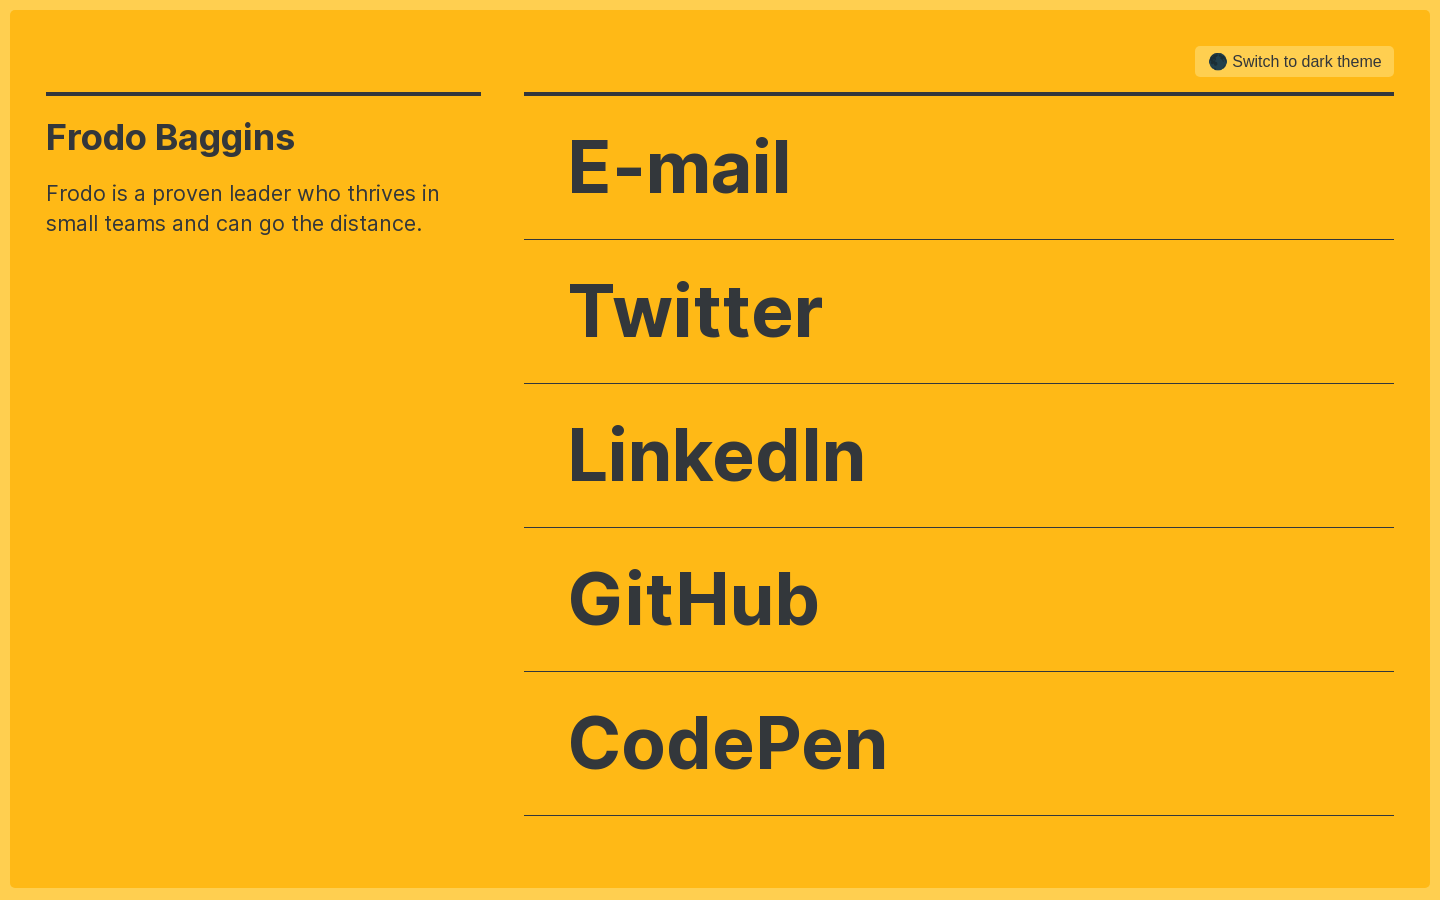 Switch to dark theme
Frodo Baggins
Frodo is a proven leader who thrives in
small teams and can go the distance.
E-mail
Twitter
LinkedIn
GitHub
CodePen